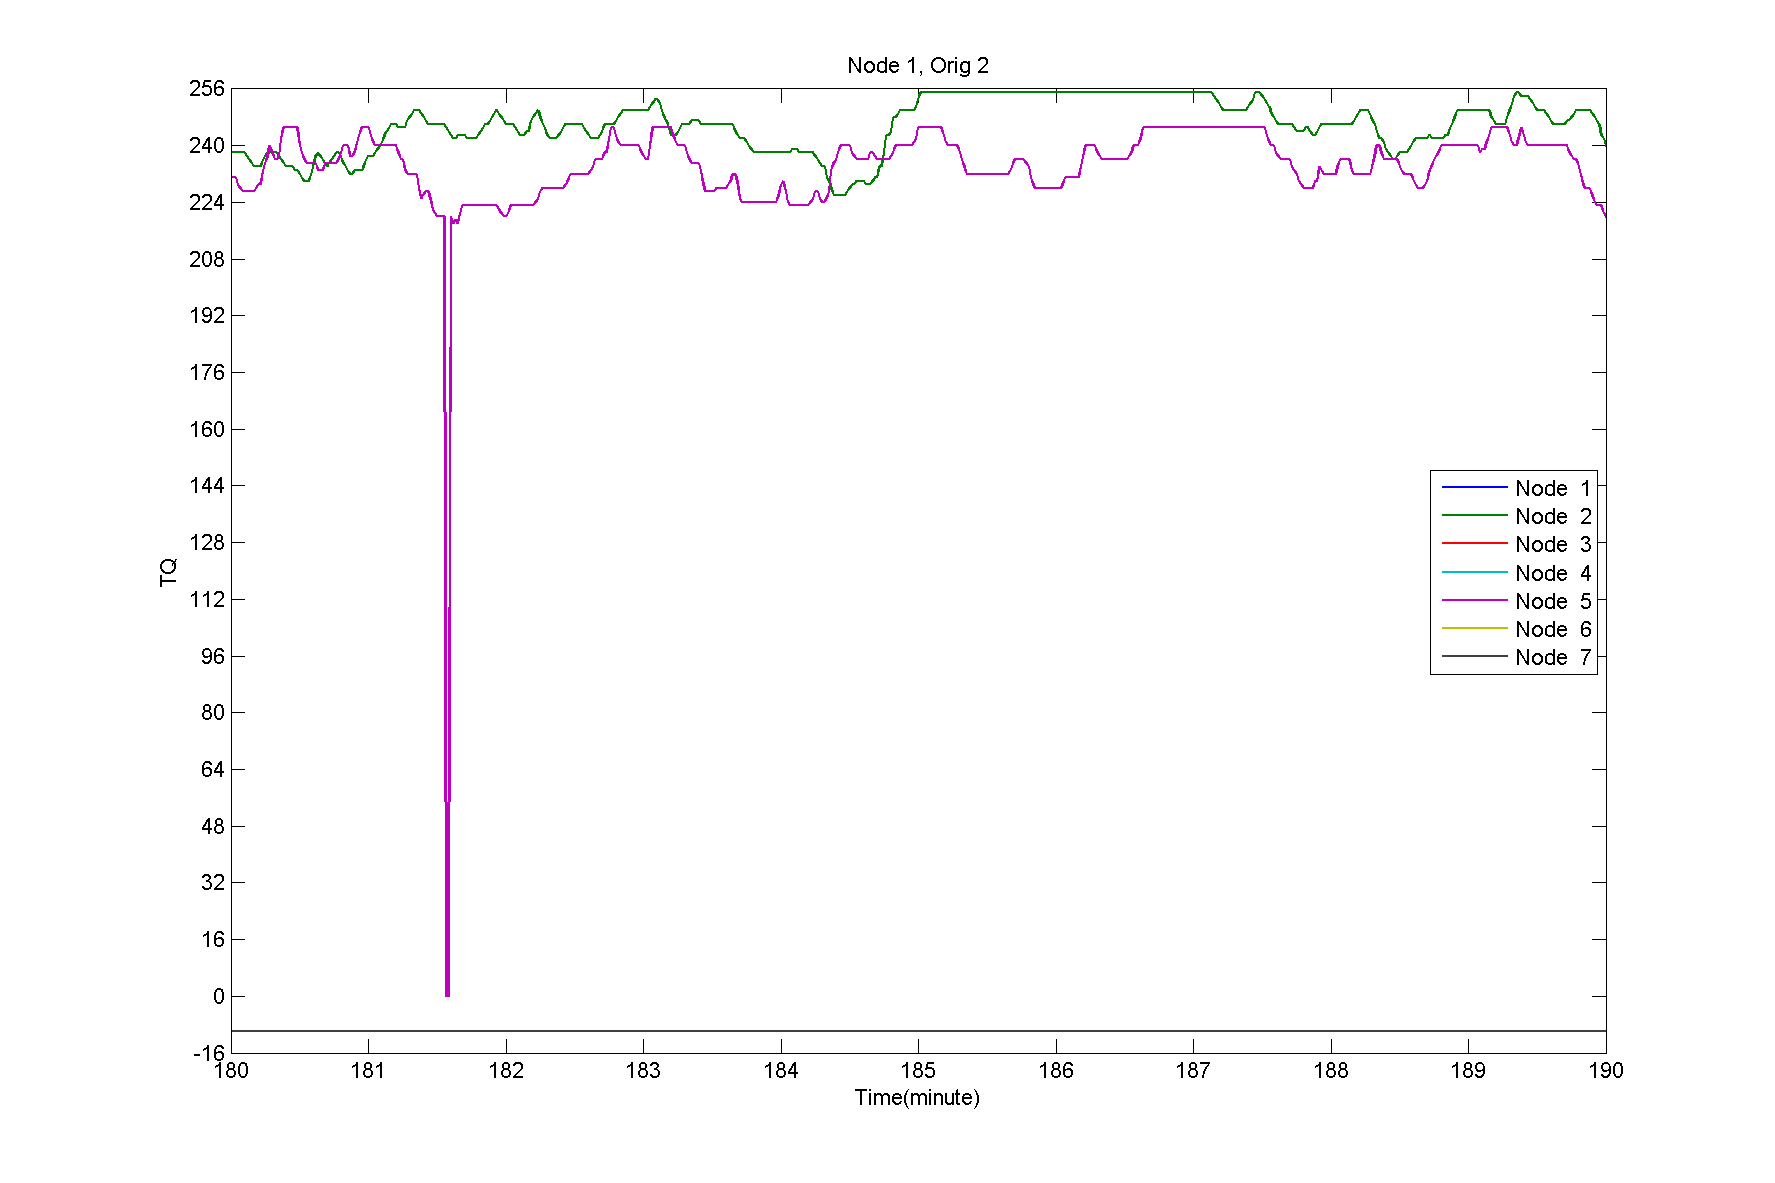 Node 1, Orig 2
256
240
224
208
192
176
160
144
128
112
96
80
64
48
32
16
0
-16
TQ
Node 1
Node 2
Node 3
Node 4
Node 5
Node 6
Node 7
180 181 182 183 184 185 186 187 188 189 190
Time(minute)